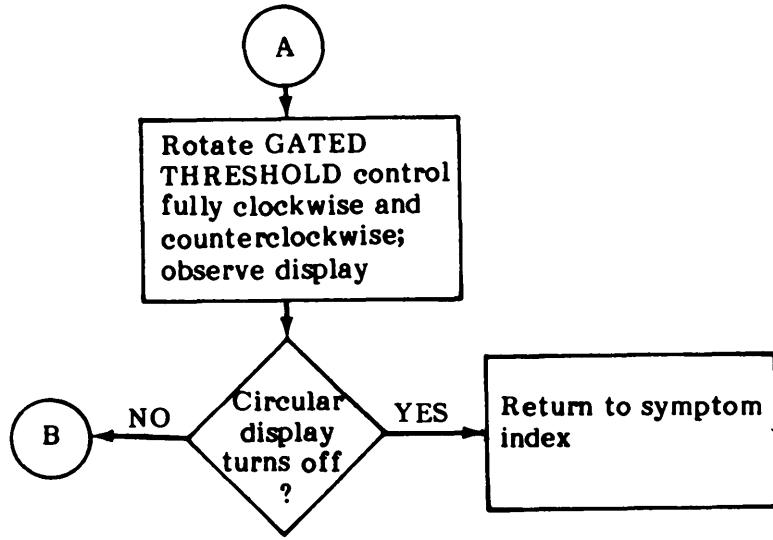 A
Rotate GATED
THRESHOLD control
fully clockwise and
counterclockwise;
observe display
Circular
display
turns off
?
NO
B
YES
Return to symptom
index